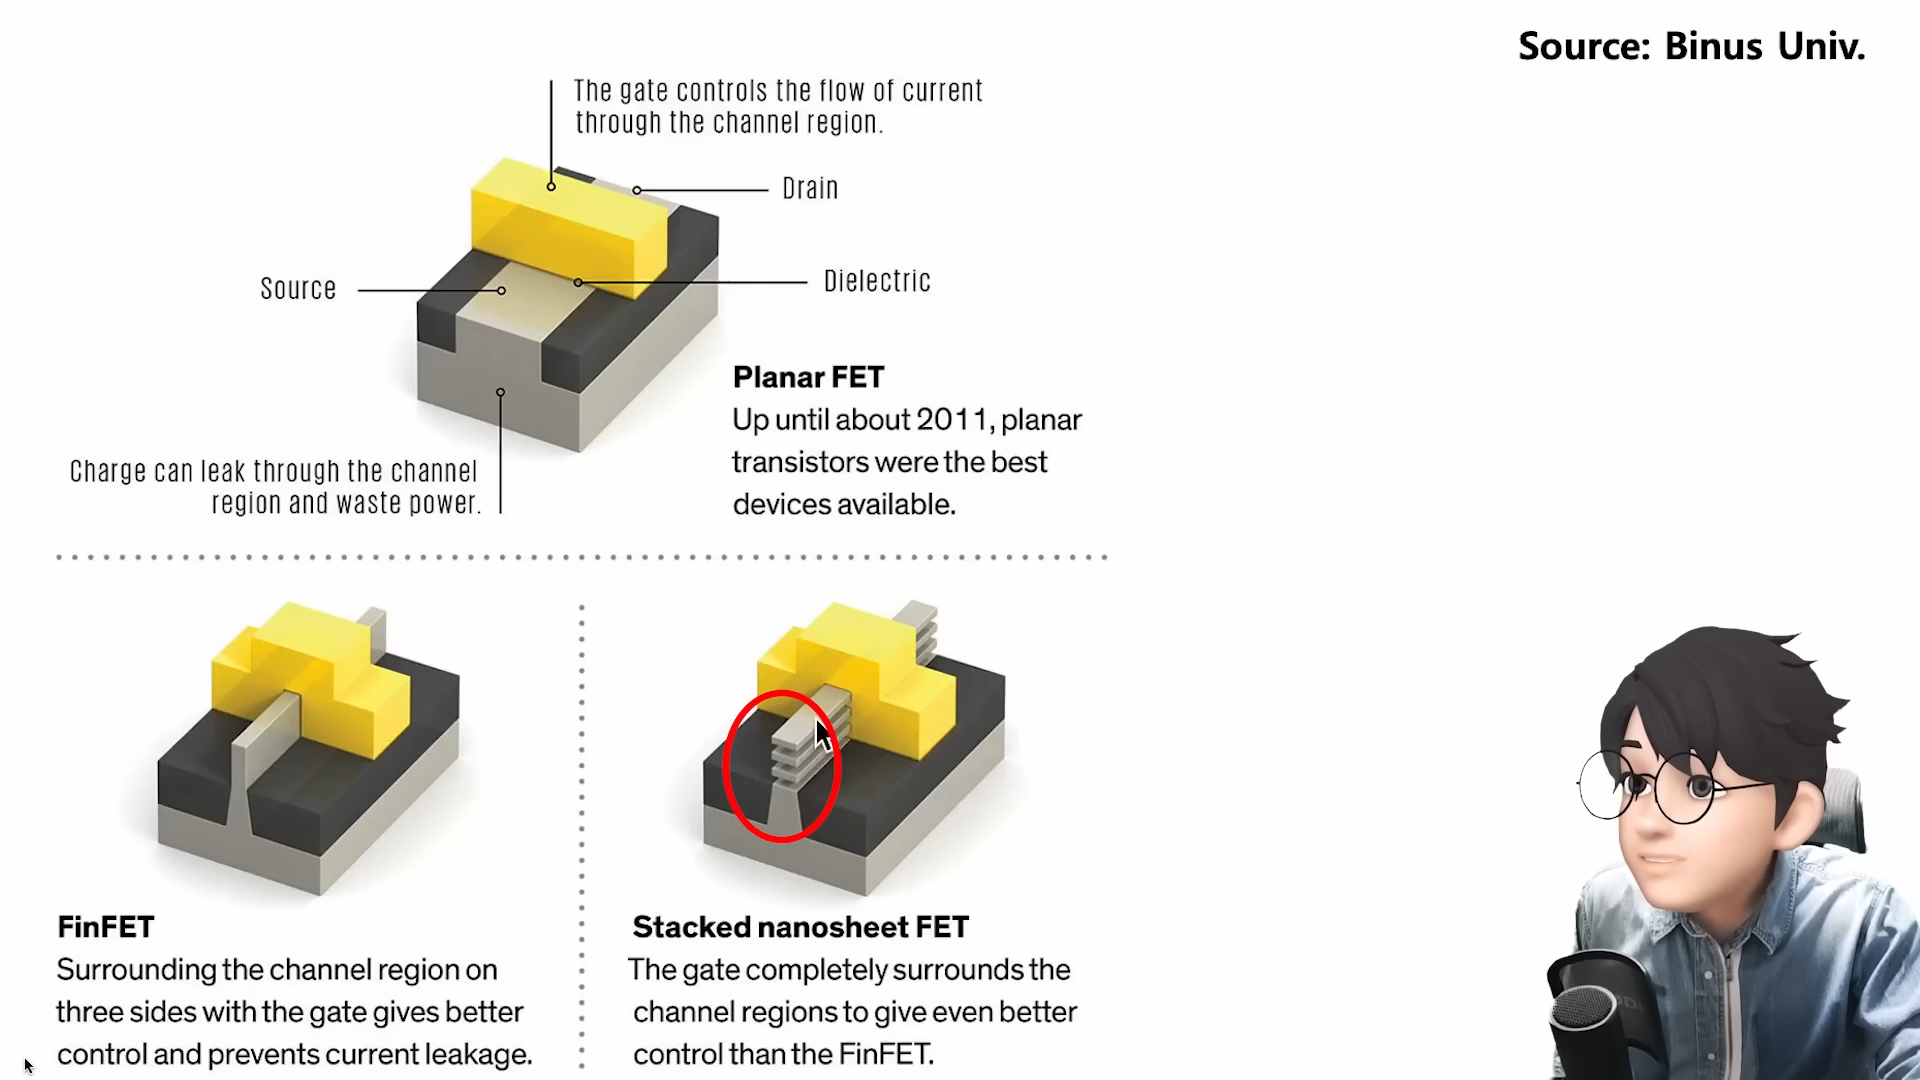 Source: Binus Univ.
The gate controls the flow of current
through the channel region.
Drain
Source
Dielectric
Planar FET
Up until about 2011, planar
transistors were the best
devices available.
Charge can leak through the channel
region and waste power.
FinFET
Surrounding the channel region on
three sides with the gate gives better
control and prevents current leakage.
Stacked nanosheet FET
The gate completely surrounds the
channel regions to give even better
control than the FinFET.